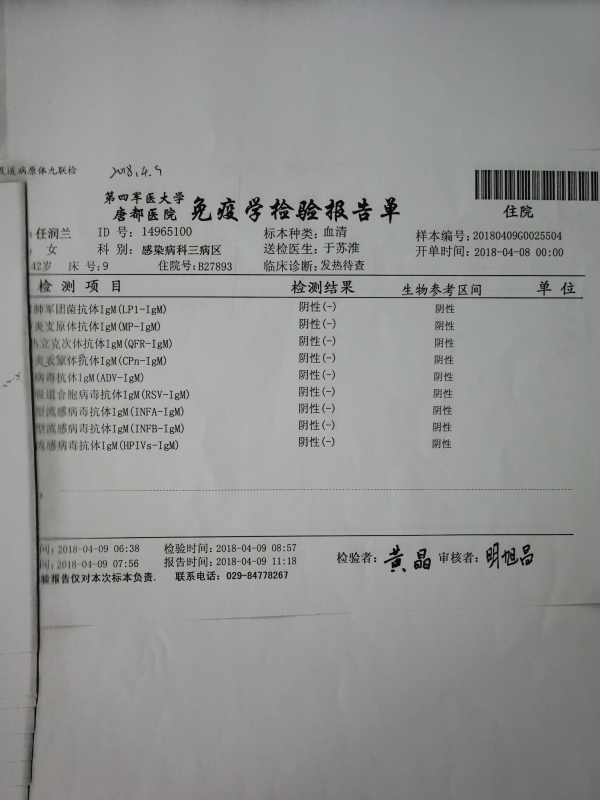 道病原体九联检
2018.4.9
第四军医大学
唐都医院
免疫学检验报告单
住院
任润兰 ID 号: 14965100 标本种类: 血清 样本编号: 20180409G0025504
女 科 别: 感染病科三病区 送检医生: 于苏淮 开单时间: 2018-04-08 00:00
42岁 床 号: 9 住院号: B27893 临床诊断: 发热待查
检 测 项 目 检测结果 生物参考区间 单 位
军团菌抗体IgM(LP1-IgM) 阴性(-) 阴性
炎支原体抗体IgM(MP-IgM) 阴性(-) 阴性
立克次体抗体IgM(QFR-IgM) 阴性(-) 阴性
炎衣原体抗体IgM(CPn-IgM) 阴性(-) 阴性
病毒抗体IgM(ADV-IgM) 阴性(-) 阴性
道合胞病毒抗体IgM(RSV-IgM) 阴性(-) 阴性
型流感病毒抗体IgM(INFA-IgM) 阴性(-) 阴性
型流感病毒抗体IgM(INFB-IgM) 阴性(-) 阴性
流感病毒抗体IgM(HPIVs-IgM) 阴性(-) 阴性
间: 2018-04-09 06:38 检验时间: 2018-04-09 08:57
间: 2018-04-09 07:56 报告时间: 2018-04-09 11:18 检验者: 黄晶 审核者: 明旭昌
验报告仅对本次标本负责. 联系电话: 029-84778267